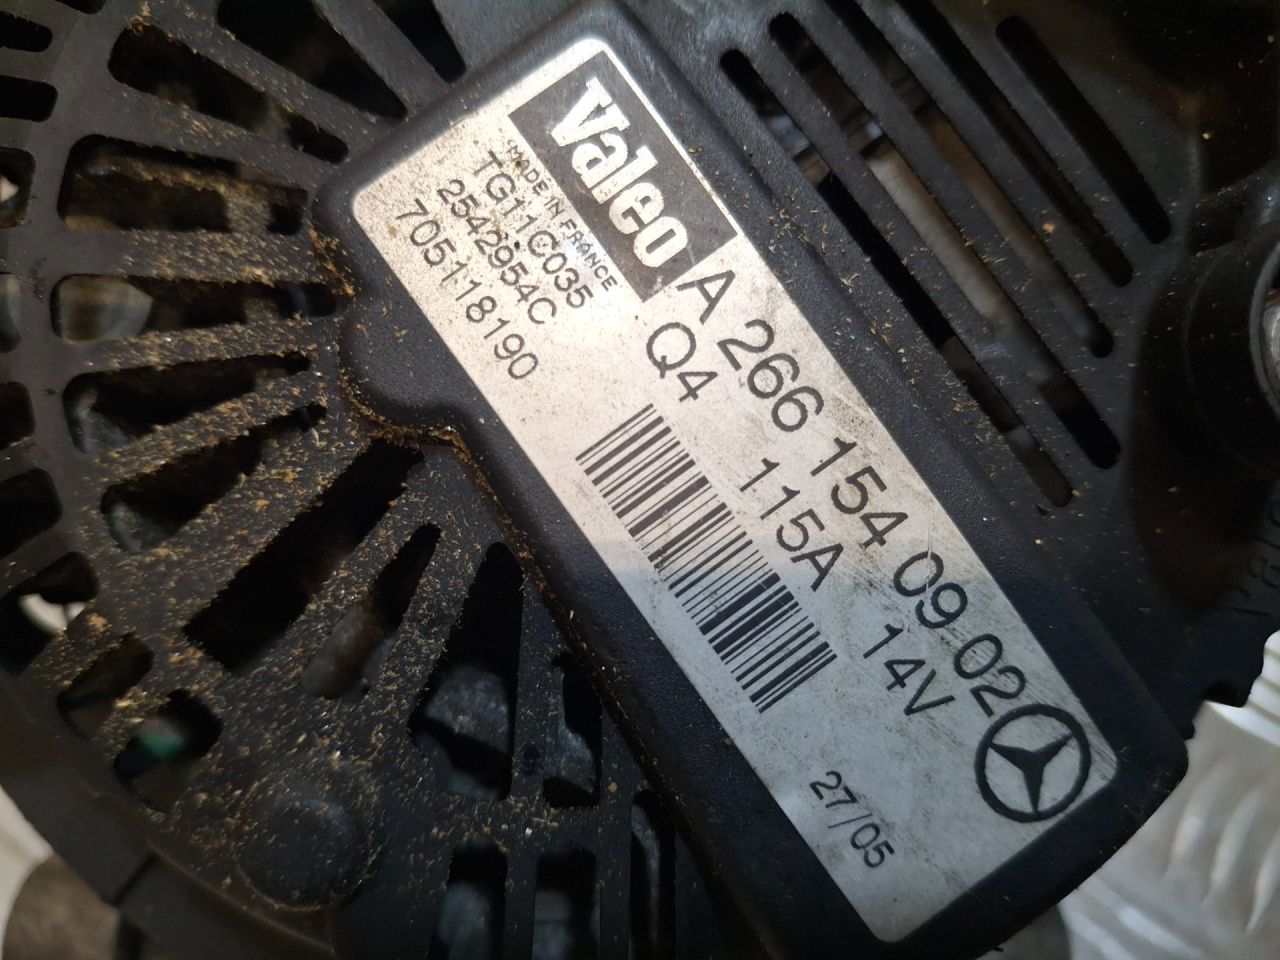 Valeo
"MADE IN FRANCE
TG11C035
2542954C
705118190
A 266 154 09 02
Q4 115A 14V
27/05